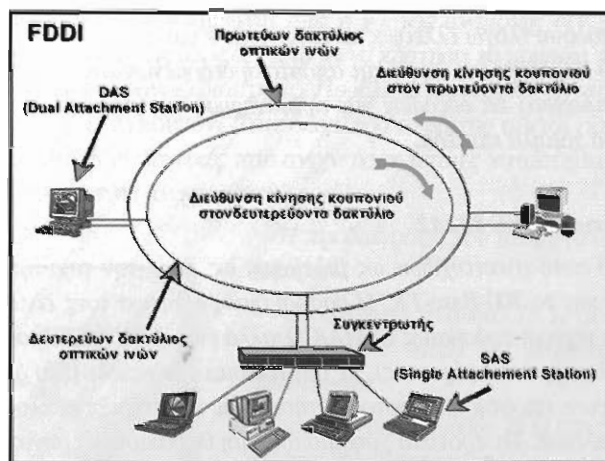 FDDI
Πρωτεύων δακτύλιος
οπτικών ινών
DAS
(Dual Attachment Station)
Διεύθυνση κίνησης κουπονιού
στον πρωτεύοντα δακτύλιο
Διεύθυνση κίνησης κουπονιού
στονδευτερεύοντα δακτύλιο
Δευτερεύων δακτύλιος
οπτικών ινών
Συγκεντρωτής
SAS
(Single Attachement Station)